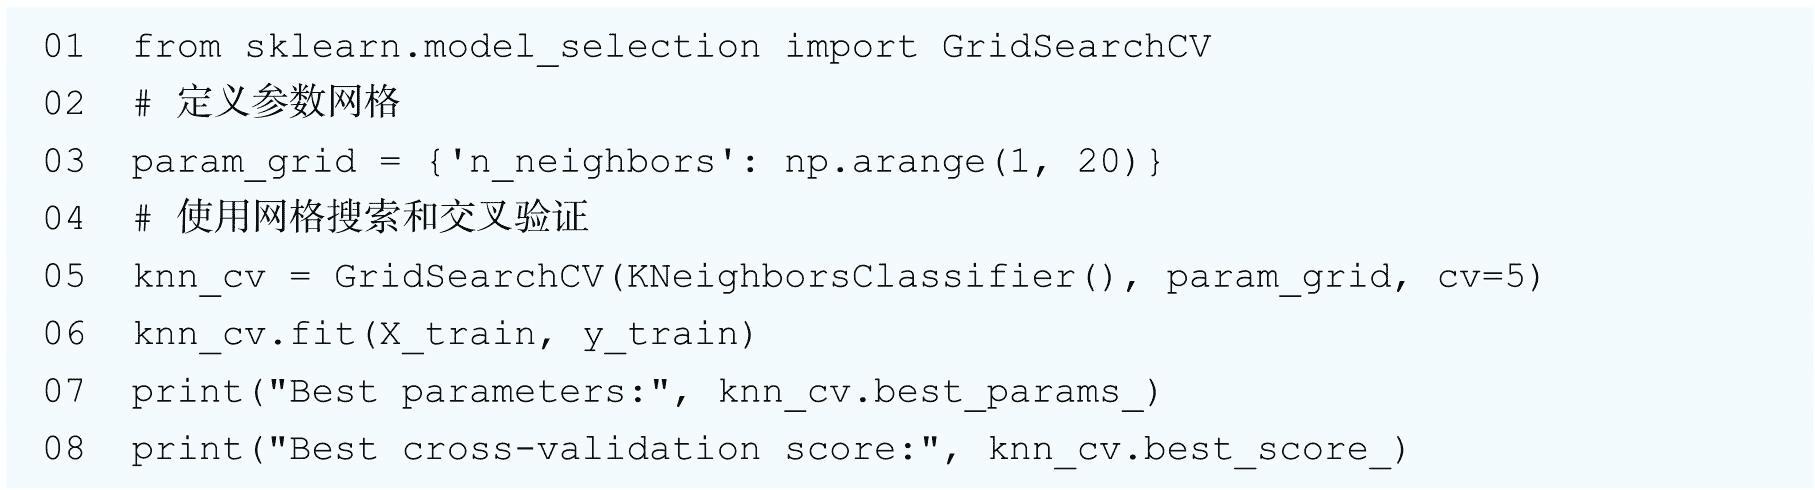 01 from sklearn.model_selection import GridSearchCV
02 # 定义参数网格
03 param_grid = {'n_neighbors': np.arange(1, 20)}
04 # 使用网格搜索和交叉验证
05 knn_cv = GridSearchCV(KNeighborsClassifier(), param_grid, cv=5)
06 knn_cv.fit(X_train, y_train)
07 print("Best parameters:", knn_cv.best_params_)
08 print("Best cross-validation score:", knn_cv.best_score_)